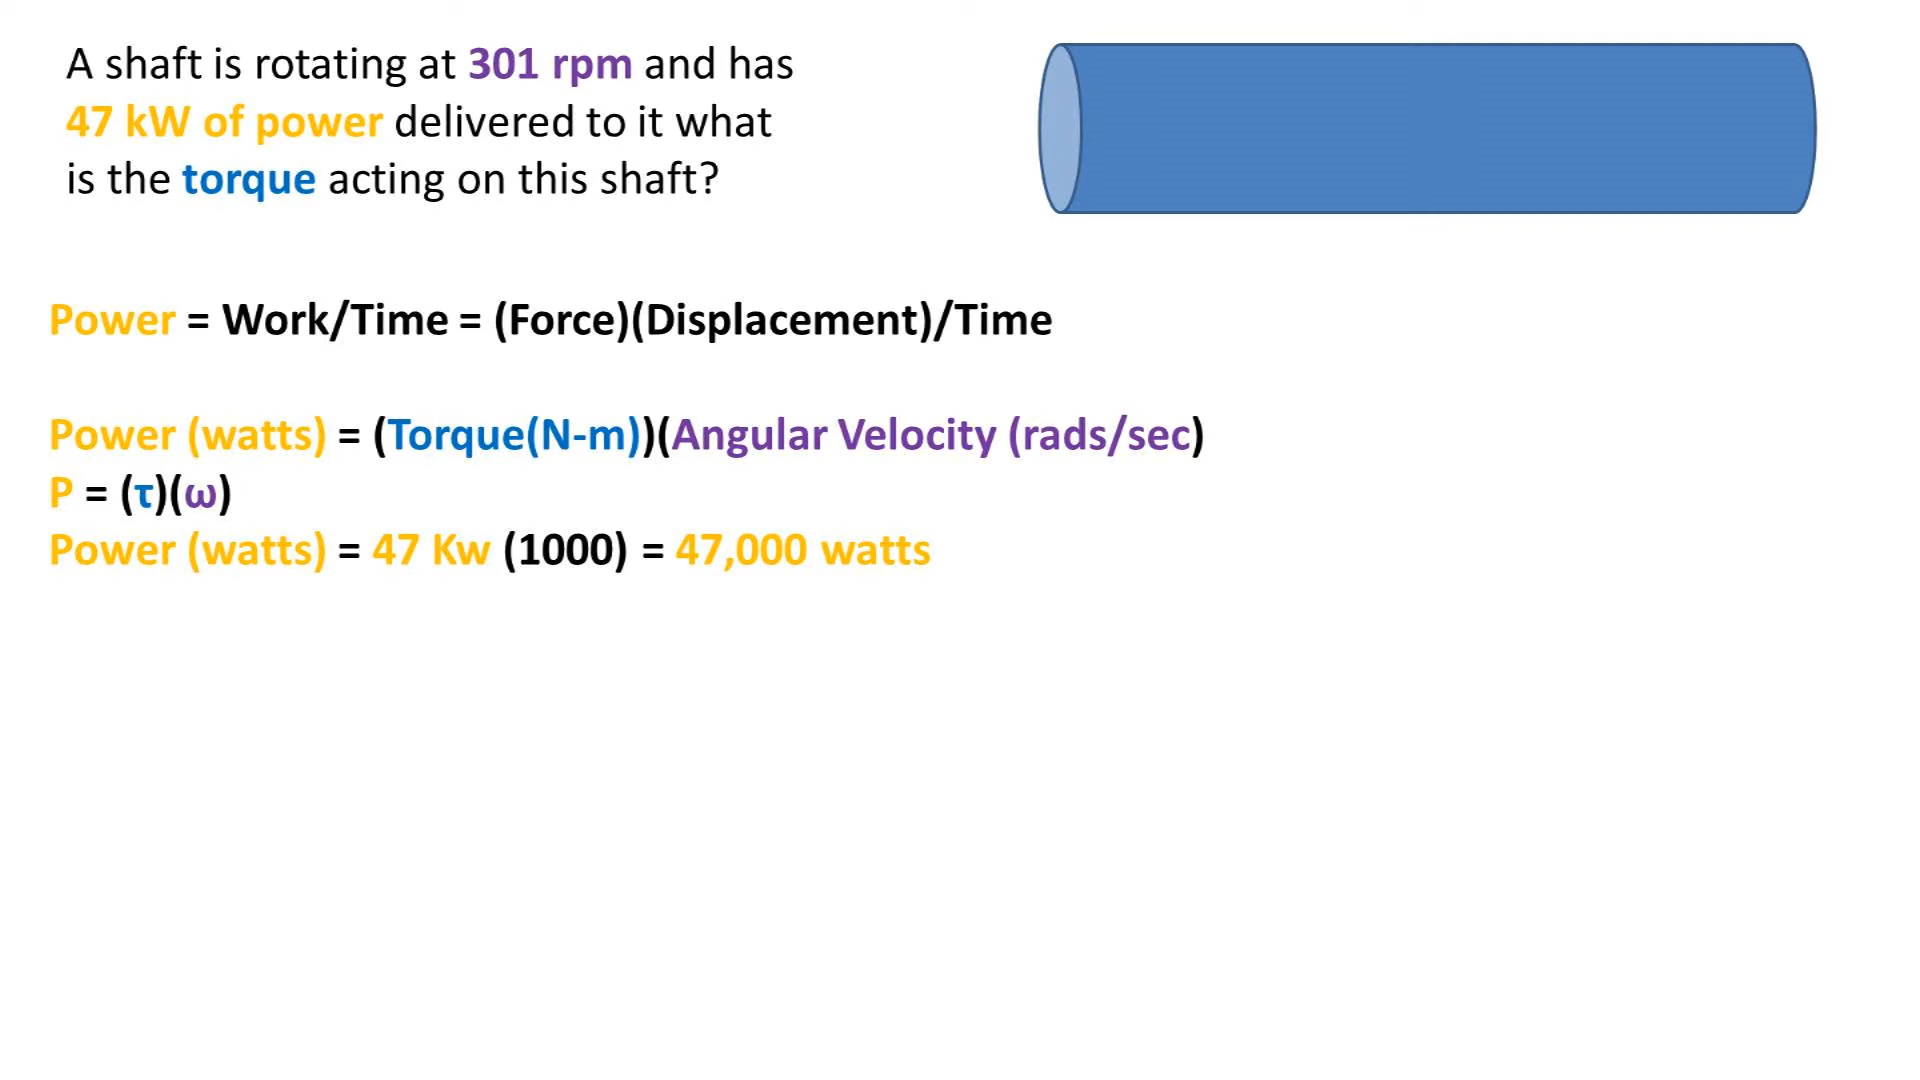 A shaft is rotating at 301 rpm and has
47 kW of power delivered to it what
is the torque acting on this shaft?
Power = Work/Time = (Force)(Displacement)/Time
Power (watts) = (Torque(N-m))(Angular Velocity (rads/sec)
P = (τ)(ω)
Power (watts) = 47 Kw (1000) = 47,000 watts